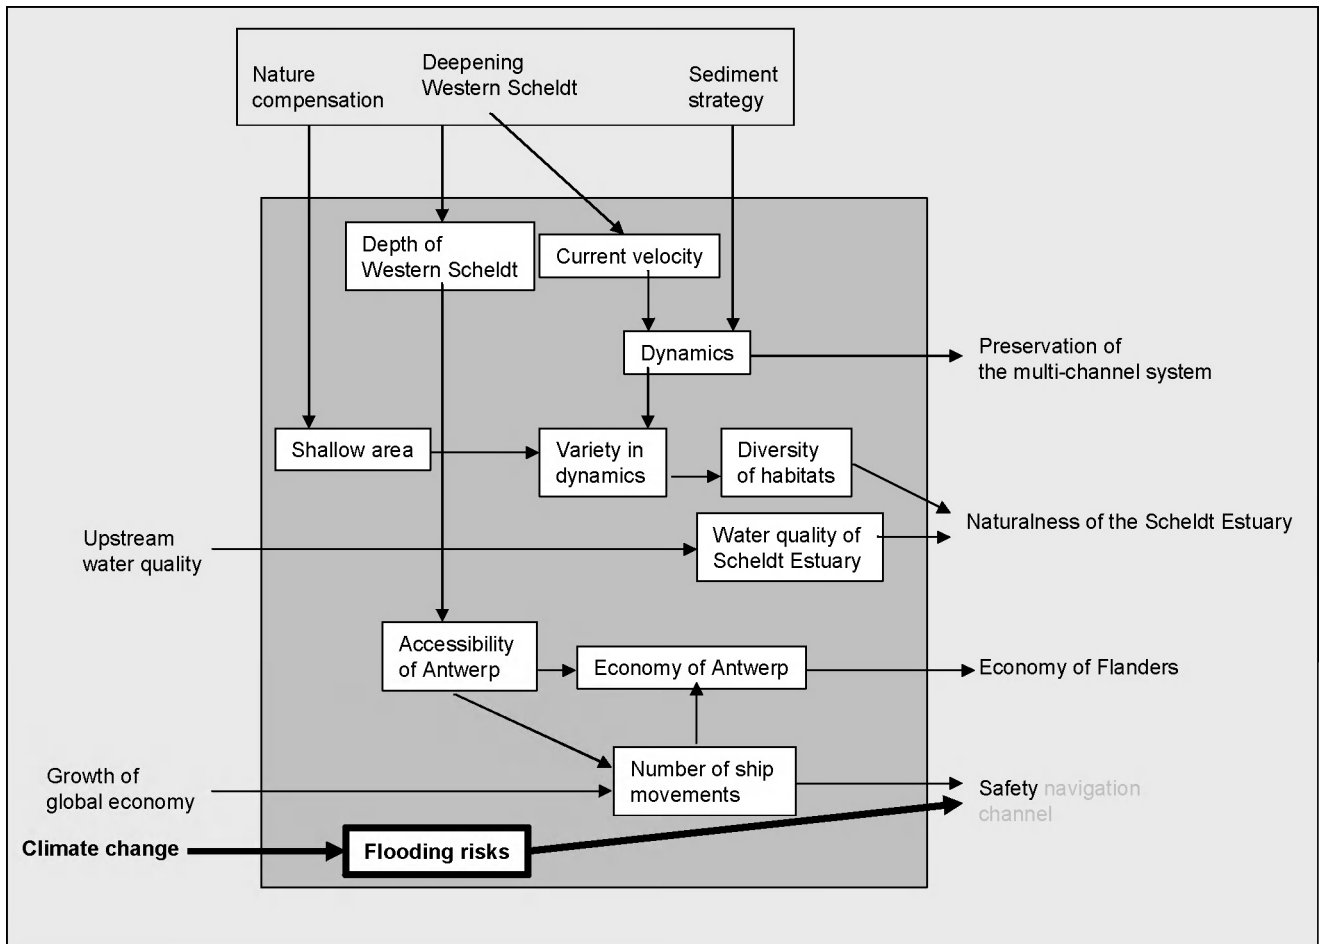 Nature
compensation
Deepening
Western Scheldt
Sediment
strategy
Depth of
Western Scheldt
Current velocity
Dynamics
Preservation of
the multi-channel system
Shallow area
Variety in
dynamics
Diversity
of habitats
Naturalness of the Scheldt Estuary
Upstream
water quality
Water quality of
Scheldt Estuary
Accessibility
of Antwerp
Economy of Antwerp
Economy of Flanders
Growth of
global economy
Number of ship
movements
Safety navigation
channel
Climate change
Flooding risks